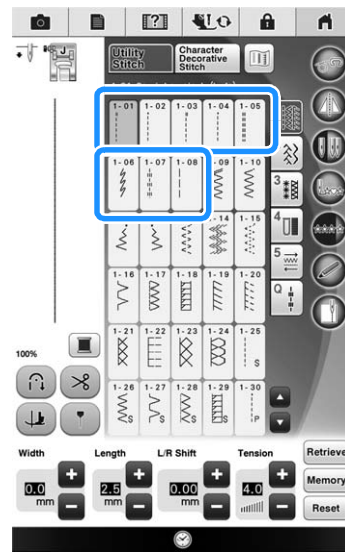 ?
J
Utility
Stitch
Character
Decorative
Stitch
1-01 1-02 1-03 1-04 1-05
1-06 1-07 1-08 -09 1-10
3
-14 1-15
4
1-16 1-17 1-18 1-19 1-20
5
Q
1-21 1-22 1-23 1-24 1-25
S
1-26 1-27 1-28 1-29 1-30
S S S S P
100%
Width Length L/R Shift Tension
Retrieve
0.0 mm 2.5 mm 0.00 mm 4.0
Memory
Reset